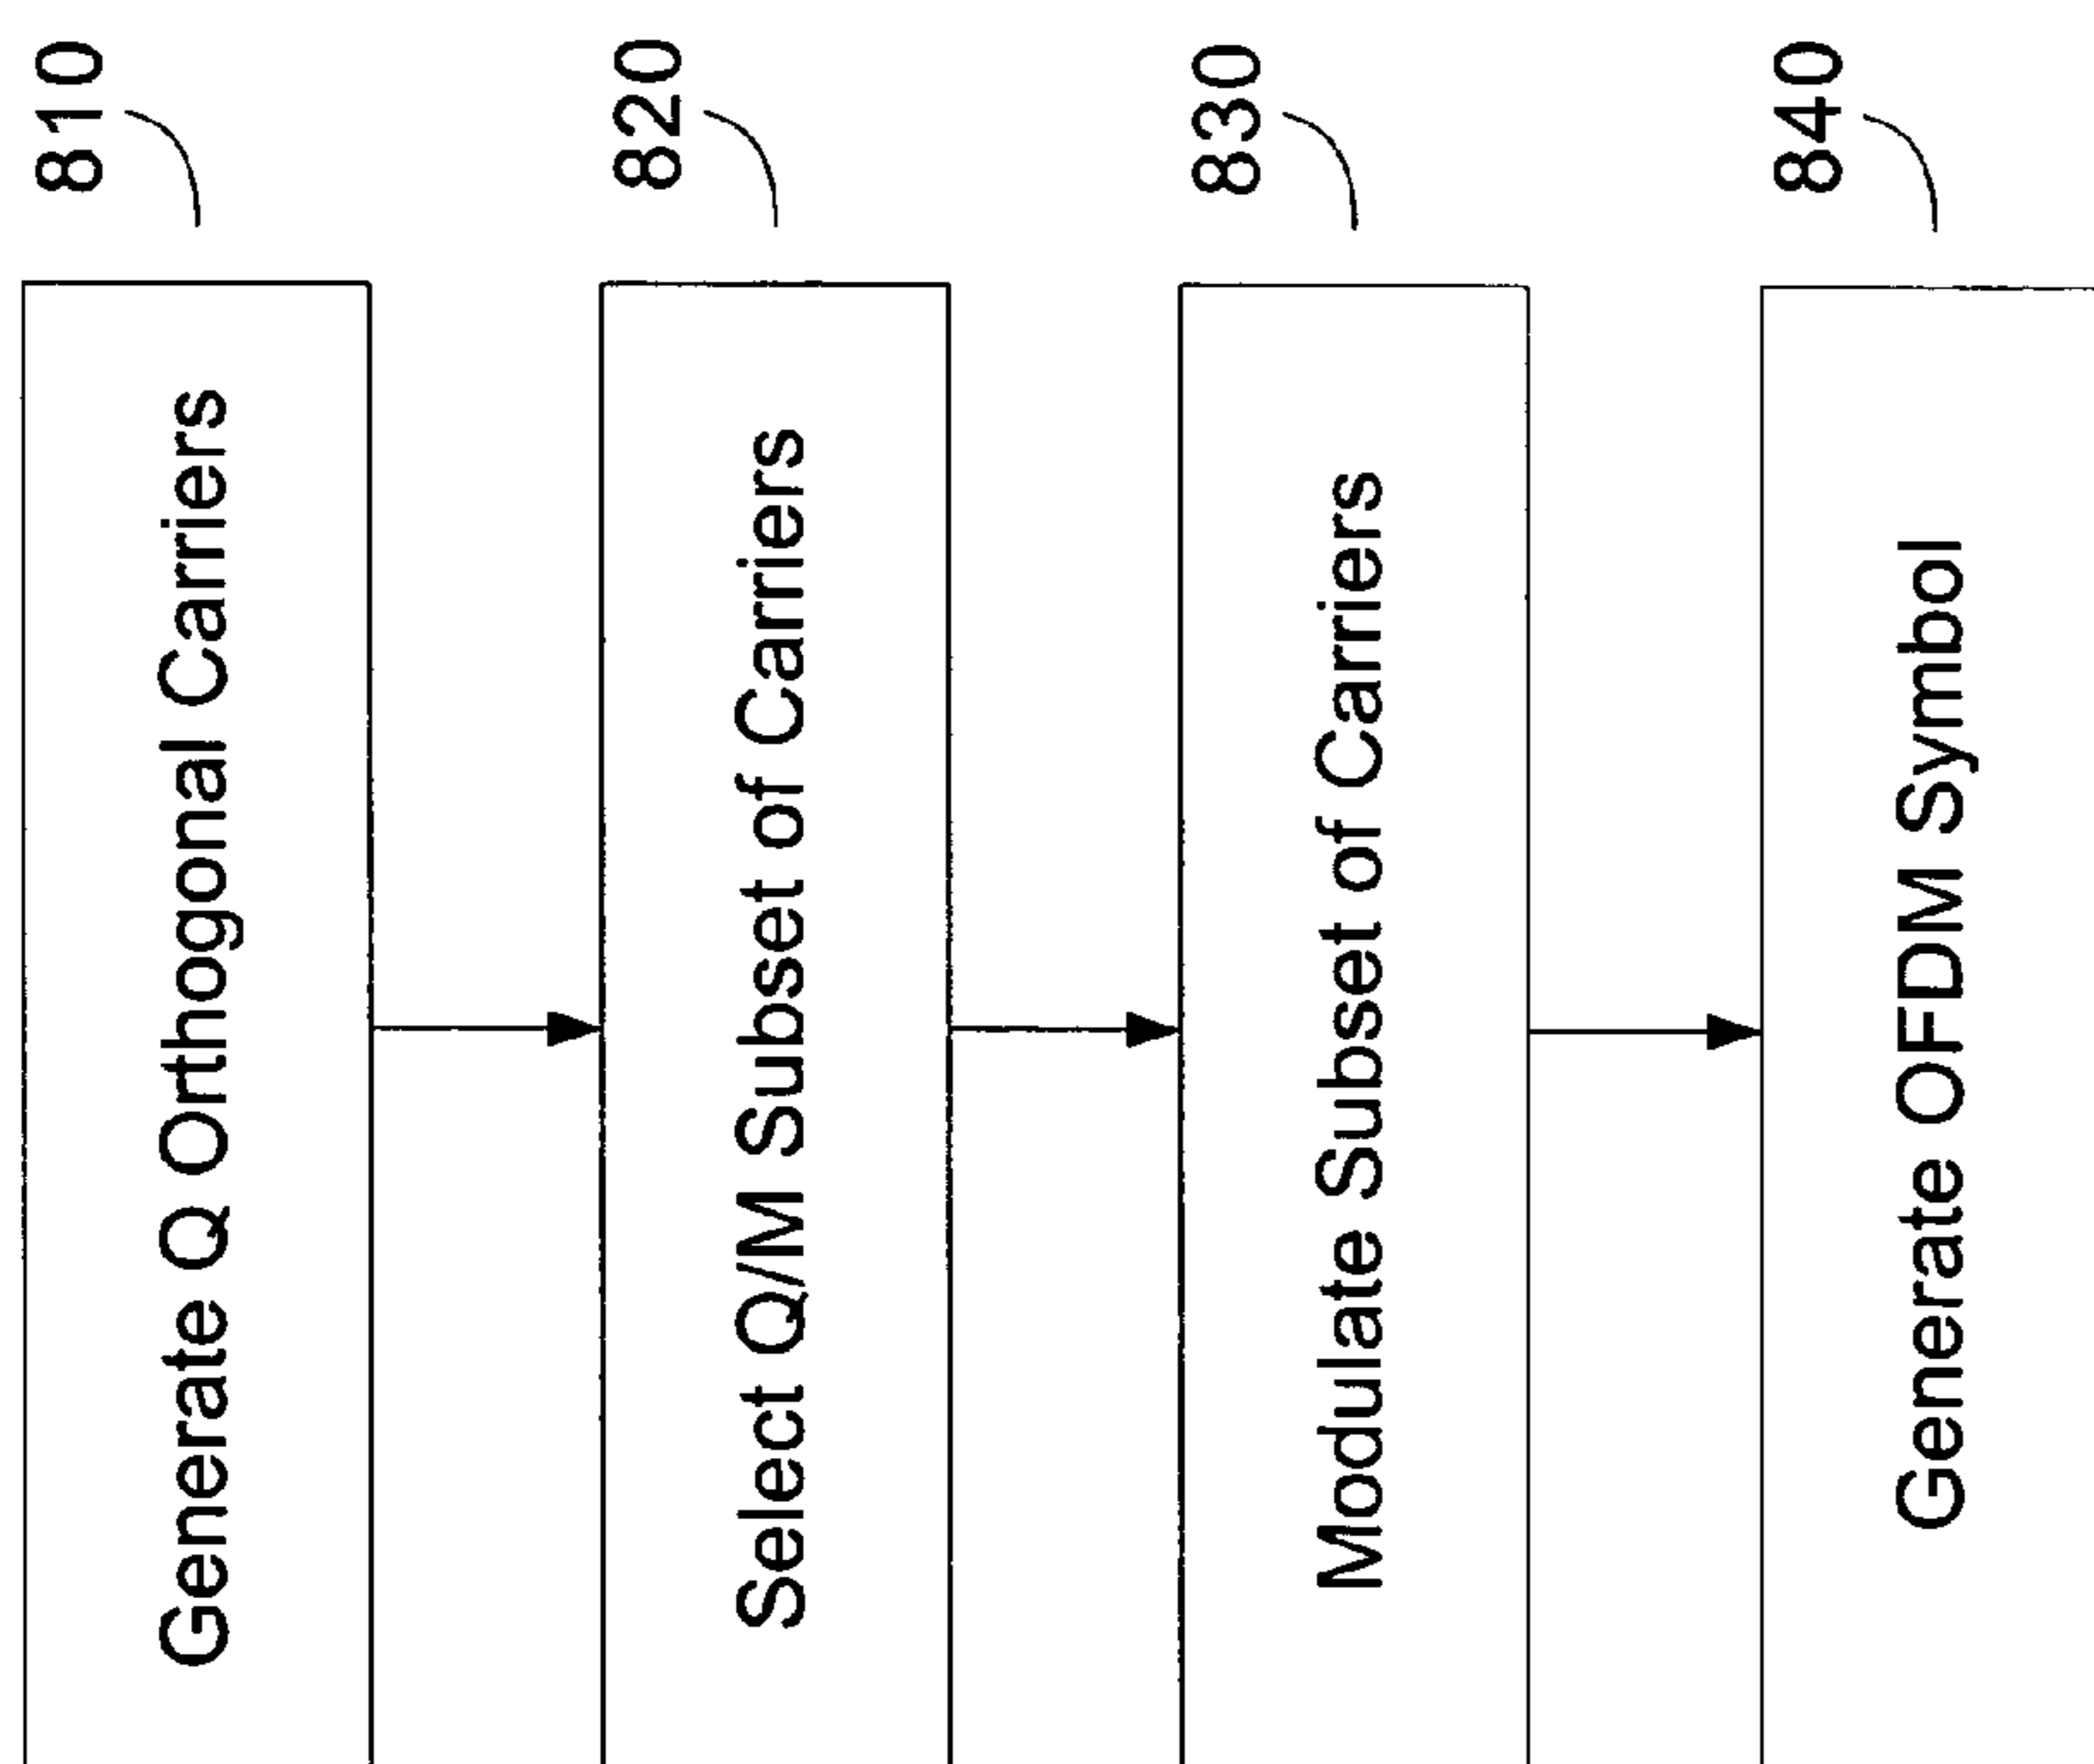 810
Generate Q Orthogonal Carriers
820
Select Q/M Subset of Carriers
830
Modulate Subset of Carriers
840
Generate OFDM Symbol